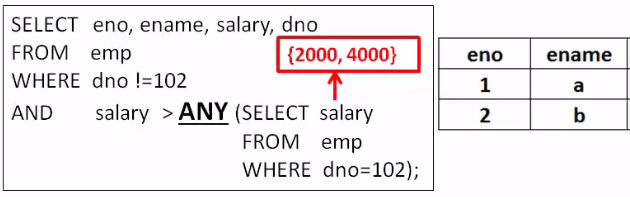 SELECT eno, ename, salary, dno
FROM emp
{2000, 4000}
WHERE dno !=102
AND salary > ANY (SELECT salary
FROM emp
WHERE dno=102);
eno ename
1 a
2 b